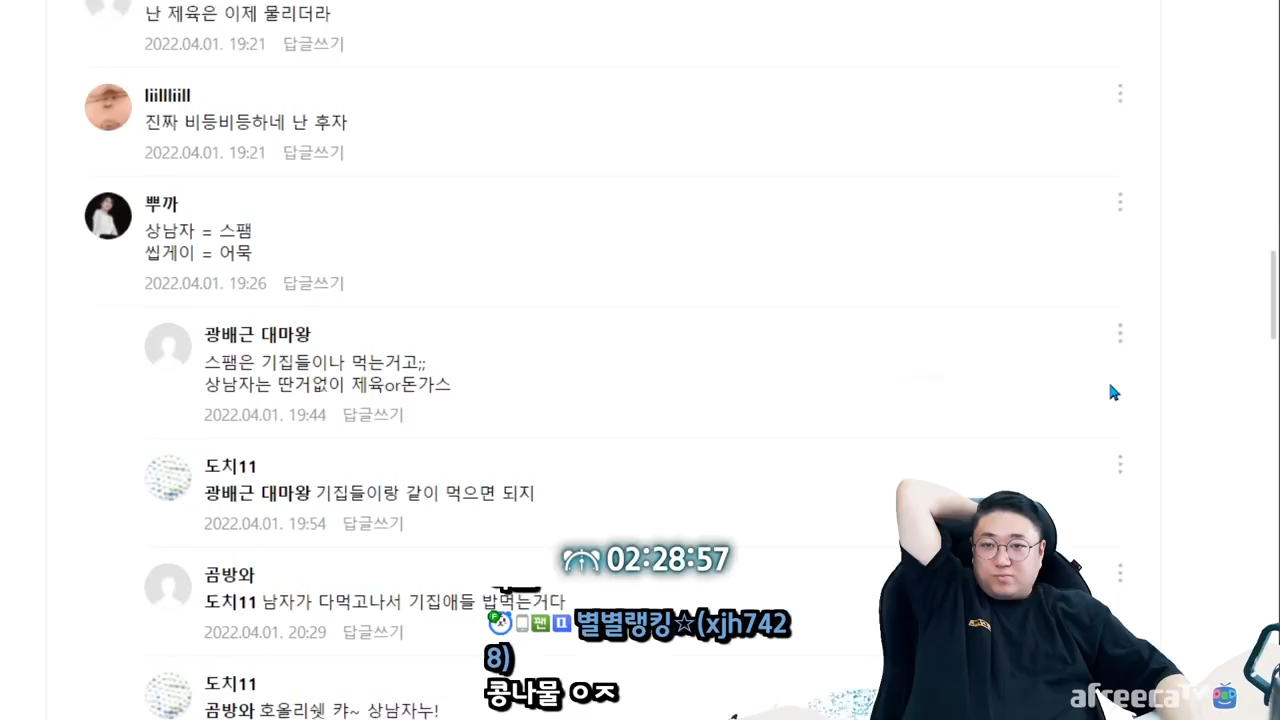 난 제육은 이제 물리더라
2022.04.01. 19:21 답글쓰기
liillliill
진짜 비등비등하네 난 후자
2022.04.01. 19:21 답글쓰기
뿌까
상남자 = 스팸
씹게이 = 어묵
2022.04.01. 19:26 답글쓰기
광배근 대마왕
스팸은 기집들이나 먹는거고;;
상남자는 딴거없이 제육or돈가스
2022.04.01. 19:44 답글쓰기
도치11
광배근 대마왕 기집들이랑 같이 먹으면 되지
2022.04.01. 19:54 답글쓰기
곰방와
도치11 남자가 다먹고나서 기집애들 밥먹는거다
2022.04.01. 20:29 답글쓰기
도치11
곰방와 호올리쉣 캬~ 상남자누!
02:28:57
F 팬 n 별별랭킹☆(xjh742
8)
콩나물 ㅇㅈ
afreecaTV